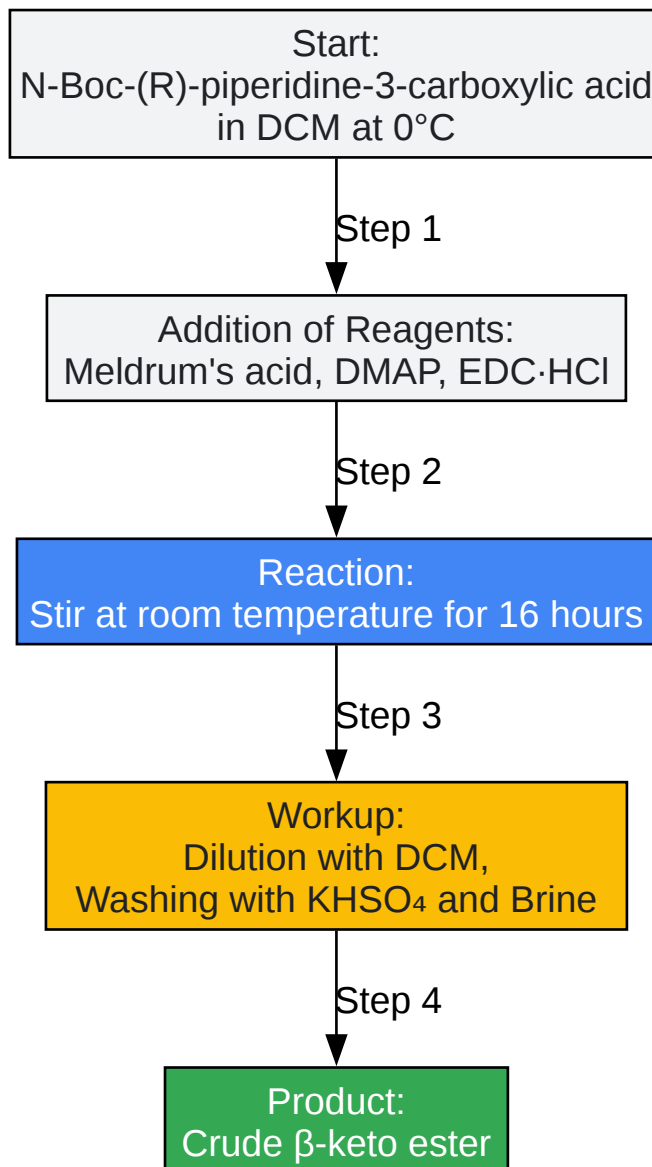 Start:
N-Boc-(R)-piperidine-3-carboxylic acid
in DCM at 0°C
Step 1
Addition of Reagents:
Meldrum's acid, DMAP, EDC·HCl
Step 2
Reaction:
Stir at room temperature for 16 hours
Step 3
Workup:
Dilution with DCM,
Washing with KHSO₄ and Brine
Step 4
Product:
Crude β-keto ester